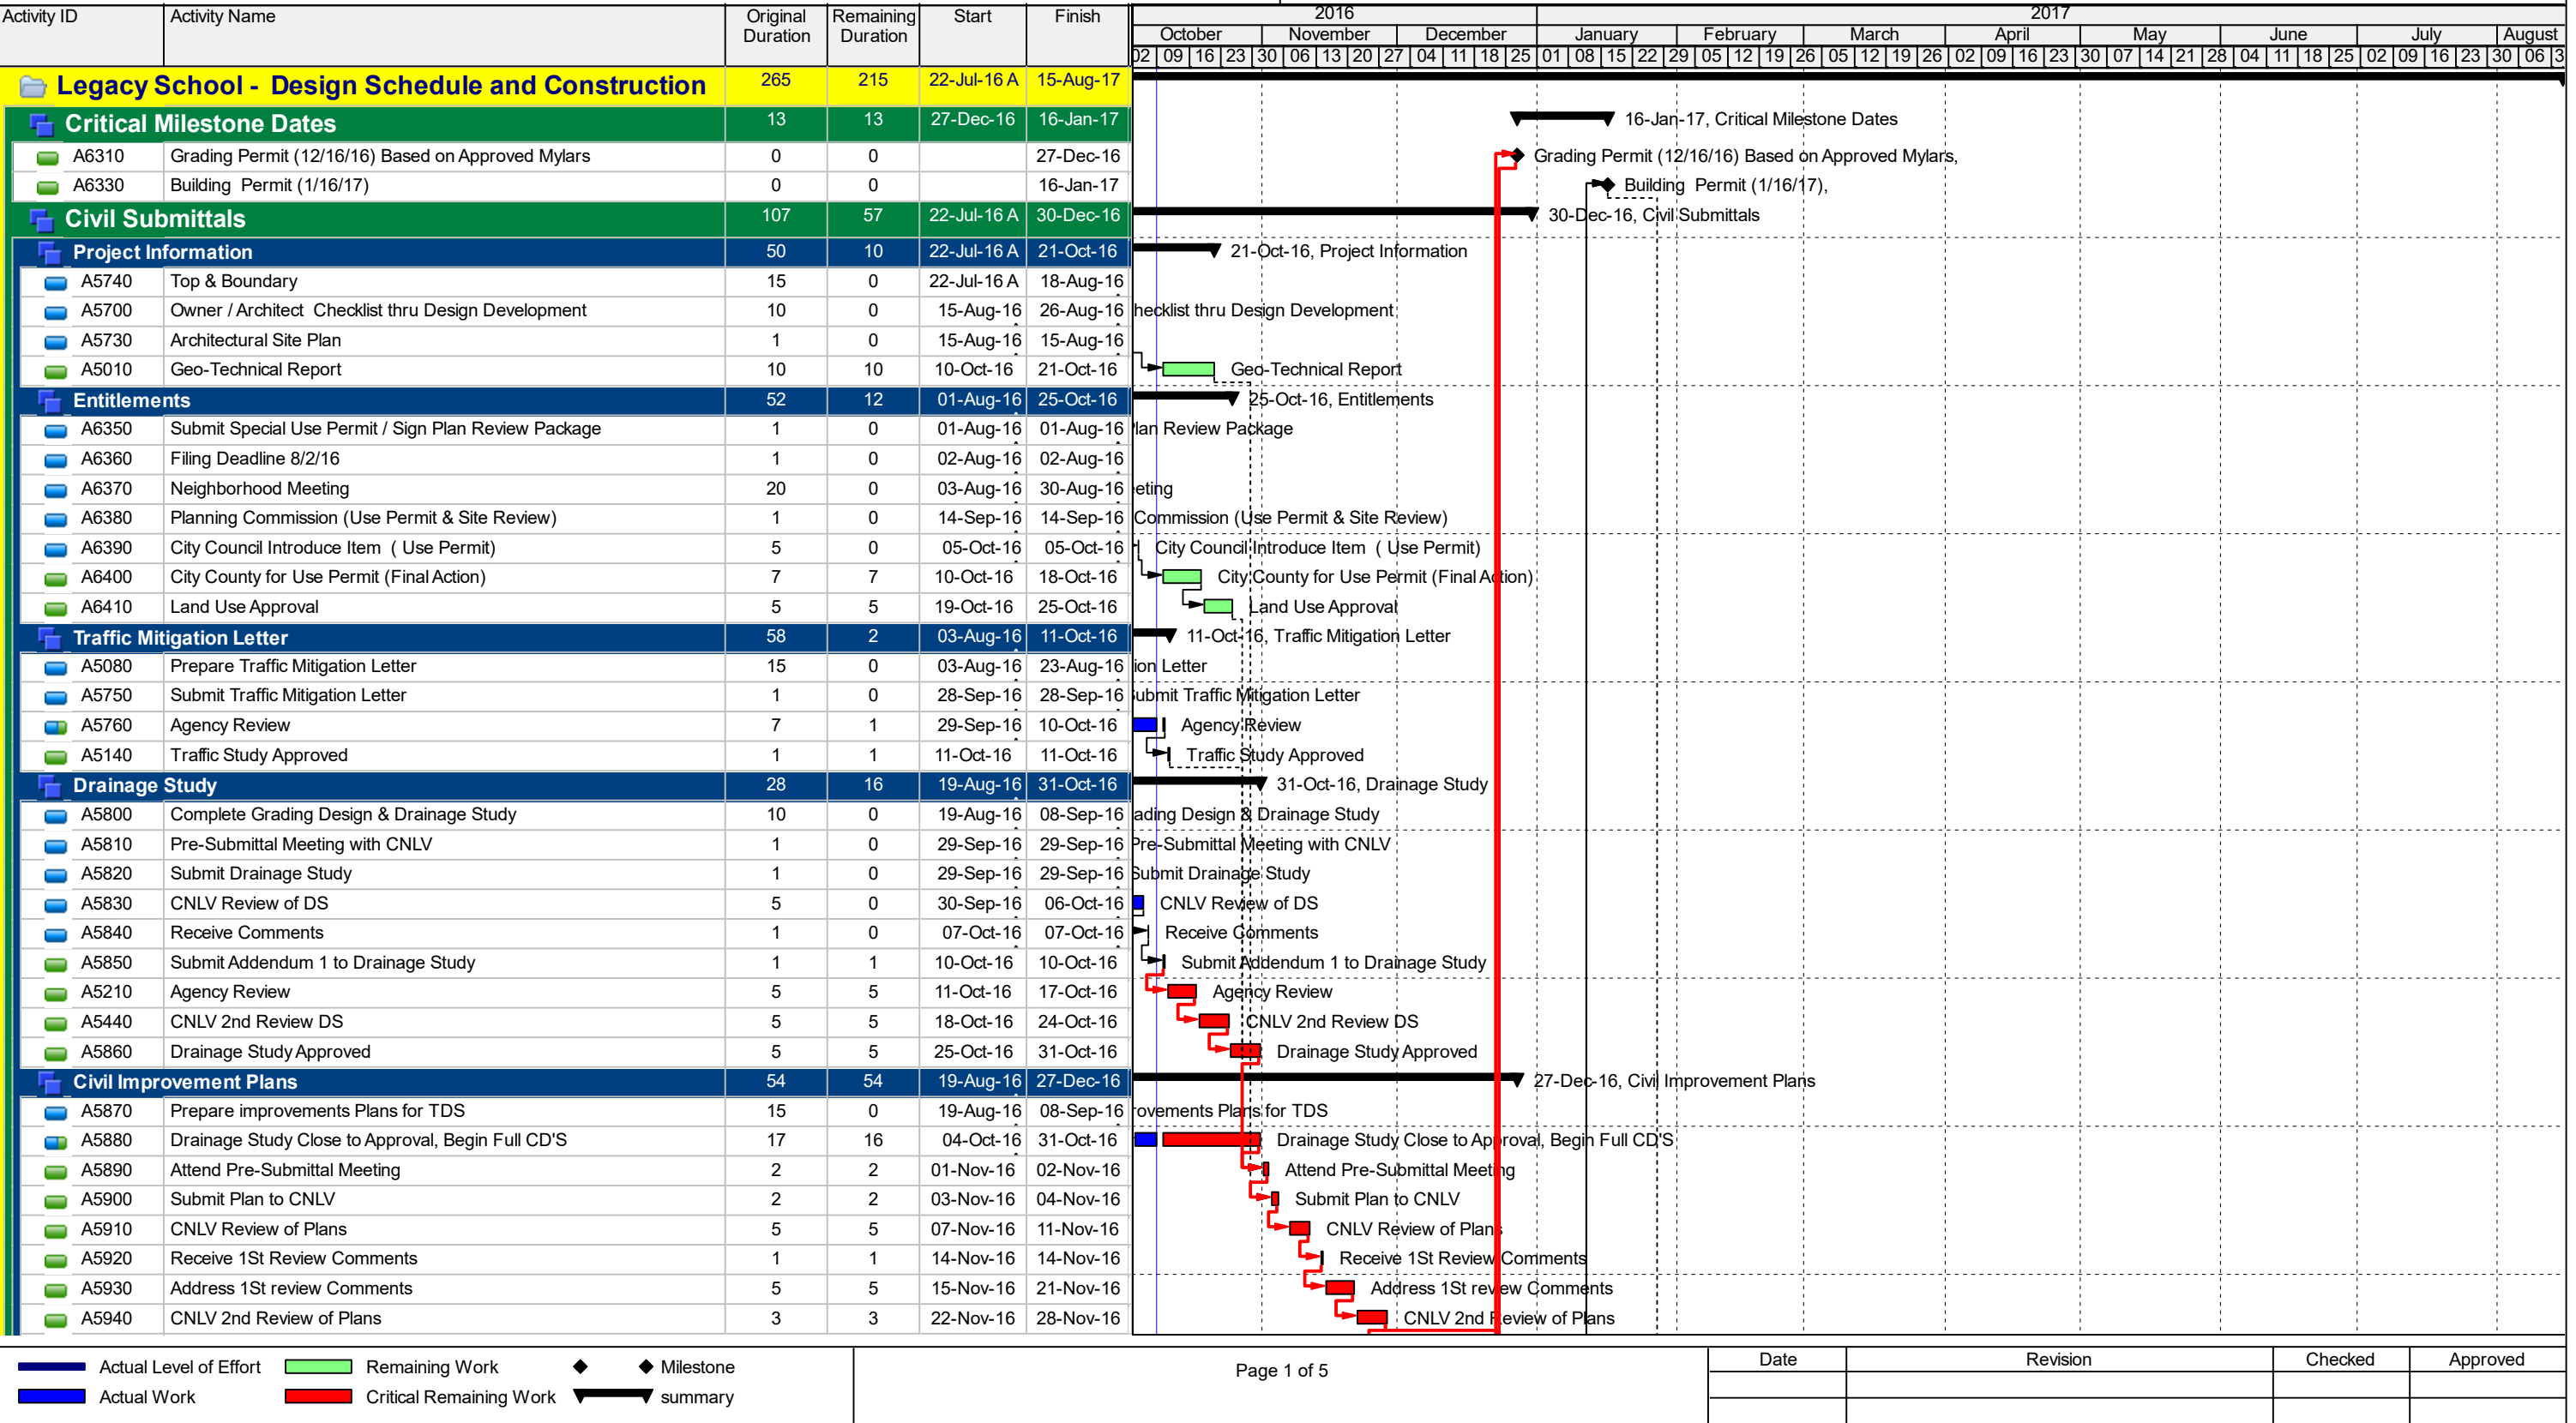 Activity ID Activity Name Original Duration Remaining Duration Start Finish
2016 2017
October November December January February March April May June July August
02 09 16 23 30 06 13 20 27 04 11 18 25 01 08 15 22 29 05 12 19 26 05 12 19 26 02 09 16 23 30 07 14 21 28 04 11 18 25 02 09 16 23 30 06 3
Legacy School - Design Schedule and Construction 265 215 22-Jul-16 A 15-Aug-17
Critical Milestone Dates 13 13 27-Dec-16 16-Jan-17 16-Jan-17, Critical Milestone Dates
A6310 Grading Permit (12/16/16) Based on Approved Mylars 0 0 27-Dec-16 Grading Permit (12/16/16) Based on Approved Mylars,
A6330 Building Permit (1/16/17) 0 0 16-Jan-17 Building Permit (1/16/17),
Civil Submittals 107 57 22-Jul-16 A 30-Dec-16 30-Dec-16, Civil Submittals
Project Information 50 10 22-Jul-16 A 21-Oct-16 21-Oct-16, Project Information
A5740 Top & Boundary 15 0 22-Jul-16 A 18-Aug-16
A5700 Owner / Architect Checklist thru Design Development 10 0 15-Aug-16 26-Aug-16 hecklist thru Design Development
A5730 Architectural Site Plan 1 0 15-Aug-16 15-Aug-16
A5010 Geo-Technical Report 10 10 10-Oct-16 21-Oct-16 Geo-Technical Report
Entitlements 52 12 01-Aug-16 25-Oct-16 25-Oct-16, Entitlements
A6350 Submit Special Use Permit / Sign Plan Review Package 1 0 01-Aug-16 01-Aug-16 lan Review Package
A6360 Filing Deadline 8/2/16 1 0 02-Aug-16 02-Aug-16
A6370 Neighborhood Meeting 20 0 03-Aug-16 30-Aug-16 eting
A6380 Planning Commission (Use Permit & Site Review) 1 0 14-Sep-16 14-Sep-16 Commission (Use Permit & Site Review)
A6390 City Council Introduce Item ( Use Permit) 5 0 05-Oct-16 05-Oct-16 City Council Introduce Item ( Use Permit)
A6400 City County for Use Permit (Final Action) 7 7 10-Oct-16 18-Oct-16 City County for Use Permit (Final Action)
A6410 Land Use Approval 5 5 19-Oct-16 25-Oct-16 Land Use Approval
Traffic Mitigation Letter 58 2 03-Aug-16 11-Oct-16 11-Oct-16, Traffic Mitigation Letter
A5080 Prepare Traffic Mitigation Letter 15 0 03-Aug-16 23-Aug-16 ion Letter
A5750 Submit Traffic Mitigation Letter 1 0 28-Sep-16 28-Sep-16 ubmit Traffic Mitigation Letter
A5760 Agency Review 7 1 29-Sep-16 10-Oct-16 Agency Review
A5140 Traffic Study Approved 1 1 11-Oct-16 11-Oct-16 Traffic Study Approved
Drainage Study 28 16 19-Aug-16 31-Oct-16 31-Oct-16, Drainage Study
A5800 Complete Grading Design & Drainage Study 10 0 19-Aug-16 08-Sep-16 ading Design & Drainage Study
A5810 Pre-Submittal Meeting with CNLV 1 0 29-Sep-16 29-Sep-16 Pre-Submittal Meeting with CNLV
A5820 Submit Drainage Study 1 0 29-Sep-16 29-Sep-16 Submit Drainage Study
A5830 CNLV Review of DS 5 0 30-Sep-16 06-Oct-16 CNLV Review of DS
A5840 Receive Comments 1 0 07-Oct-16 07-Oct-16 Receive Comments
A5850 Submit Addendum 1 to Drainage Study 1 1 10-Oct-16 10-Oct-16 Submit Addendum 1 to Drainage Study
A5210 Agency Review 5 5 11-Oct-16 17-Oct-16 Agency Review
A5440 CNLV 2nd Review DS 5 5 18-Oct-16 24-Oct-16 CNLV 2nd Review DS
A5860 Drainage Study Approved 5 5 25-Oct-16 31-Oct-16 Drainage Study Approved
Civil Improvement Plans 54 54 19-Aug-16 27-Dec-16 27-Dec-16, Civil Improvement Plans
A5870 Prepare improvements Plans for TDS 15 0 19-Aug-16 08-Sep-16 rovements Plans for TDS
A5880 Drainage Study Close to Approval, Begin Full CD'S 17 16 04-Oct-16 31-Oct-16 Drainage Study Close to Approval, Begin Full CD'S
A5890 Attend Pre-Submittal Meeting 2 2 01-Nov-16 02-Nov-16 Attend Pre-Submittal Meeting
A5900 Submit Plan to CNLV 2 2 03-Nov-16 04-Nov-16 Submit Plan to CNLV
A5910 CNLV Review of Plans 5 5 07-Nov-16 11-Nov-16 CNLV Review of Plans
A5920 Receive 1St Review Comments 1 1 14-Nov-16 14-Nov-16 Receive 1St Review Comments
A5930 Address 1St review Comments 5 5 15-Nov-16 21-Nov-16 Address 1St review Comments
A5940 CNLV 2nd Review of Plans 3 3 22-Nov-16 28-Nov-16 CNLV 2nd Review of Plans
Actual Level of Effort Remaining Work Milestone
Actual Work Critical Remaining Work summary
Page 1 of 5
Date Revision Checked Approved